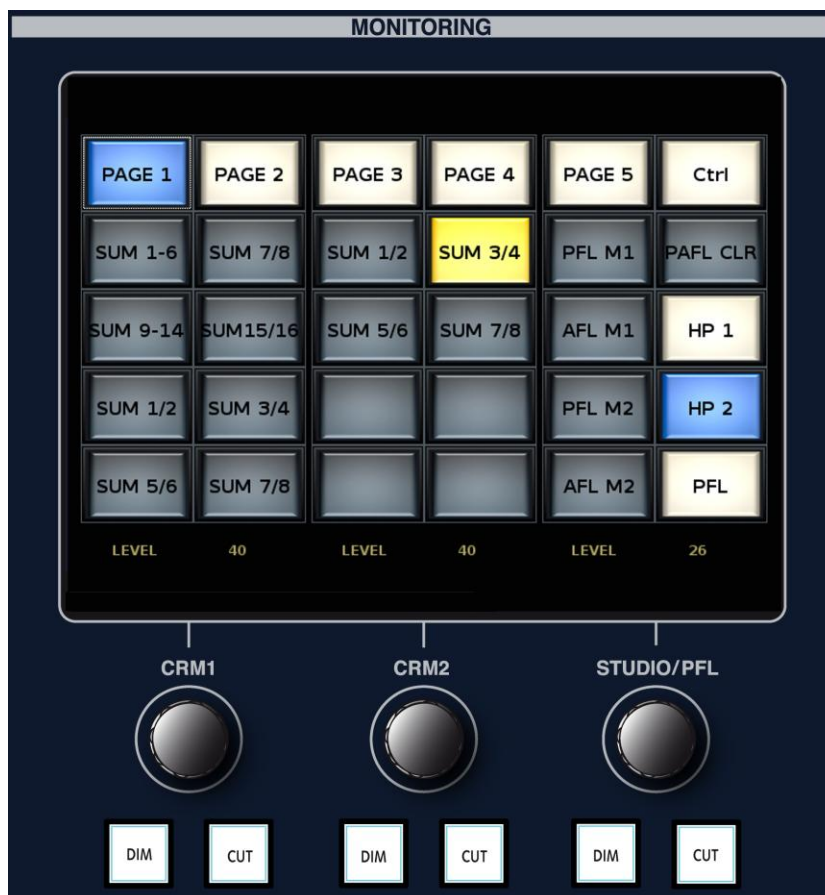 MONITORING
PAGE 1 PAGE 2 PAGE 3 PAGE 4 PAGE 5 Ctrl
SUM 1-6 SUM 7/8 SUM 1/2 SUM 3/4 PFL M1 PAFL CLR
SUM 9-14 SUM15/16 SUM 5/6 SUM 7/8 AFL M1 HP 1
SUM 1/2 SUM 3/4 PFL M2 HP 2
SUM 5/6 SUM 7/8 AFL M2 PFL
LEVEL 40 LEVEL 40 LEVEL 26
CRM1 CRM2 STUDIO/PFL
DIM CUT DIM CUT DIM CUT